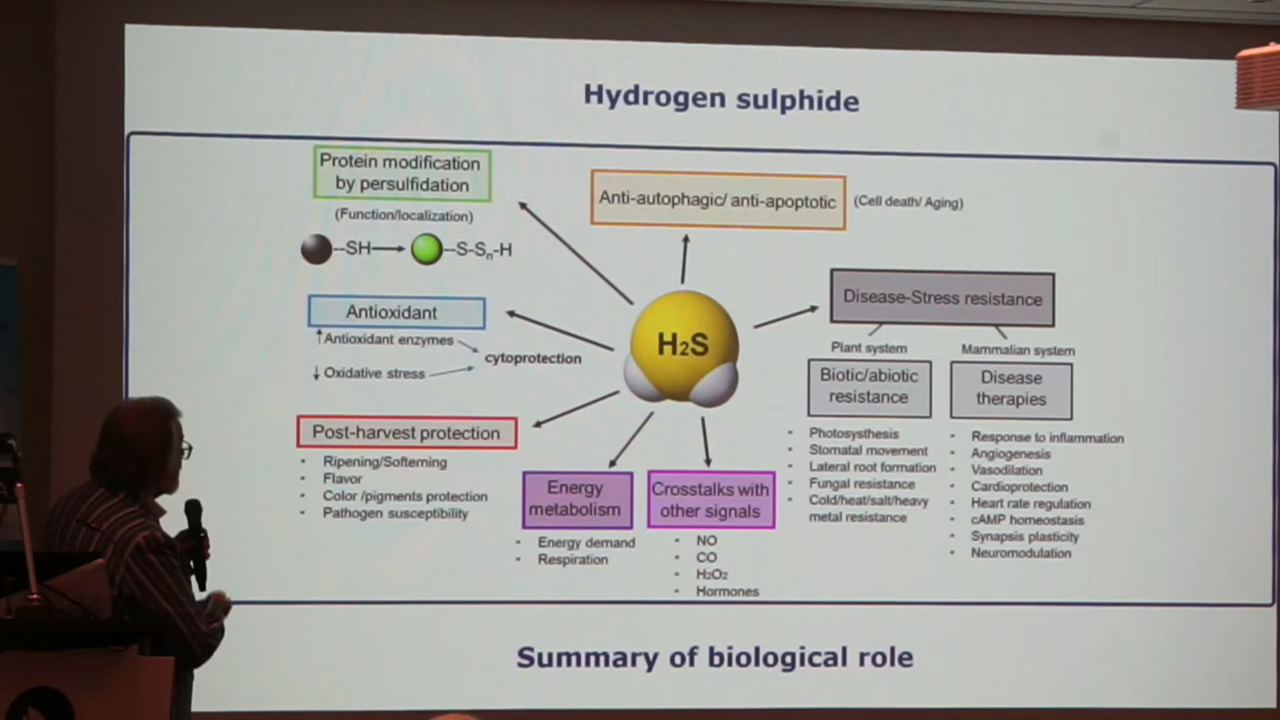 Hydrogen sulphide
Protein modification
by persulfidation
(Function/localization)
-SH
-S-Sn-H
Anti-autophagic/ anti-apoptotic
(Cell death/ Aging)
Antioxidant
↑Antioxidant enzymes
↓ Oxidative stress
cytoprotection
H2S
Disease-Stress resistance
Plant system
Mammalian system
Biotic/abiotic
resistance
Disease
therapies
Post-harvest protection
• Ripening/Softerning
• Flavor
• Color /pigments protection
• Pathogen susceptibility
Energy
metabolism
• Energy demand
• Respiration
Crosstalks with
other signals
• NO
• CO
• H2O2
• Hormones
• Photosysthesis
• Stomatal movement
• Lateral root formation
• Fungal resistance
• Cold/heat/salt/heavy
metal resistance
• Response to inflammation
• Angiogenesis
• Vasodilation
• Cardioprotection
• Heart rate regulation
• cAMP homeostasis
• Synapsis plasticity
• Neuromodulation
Summary of biological role